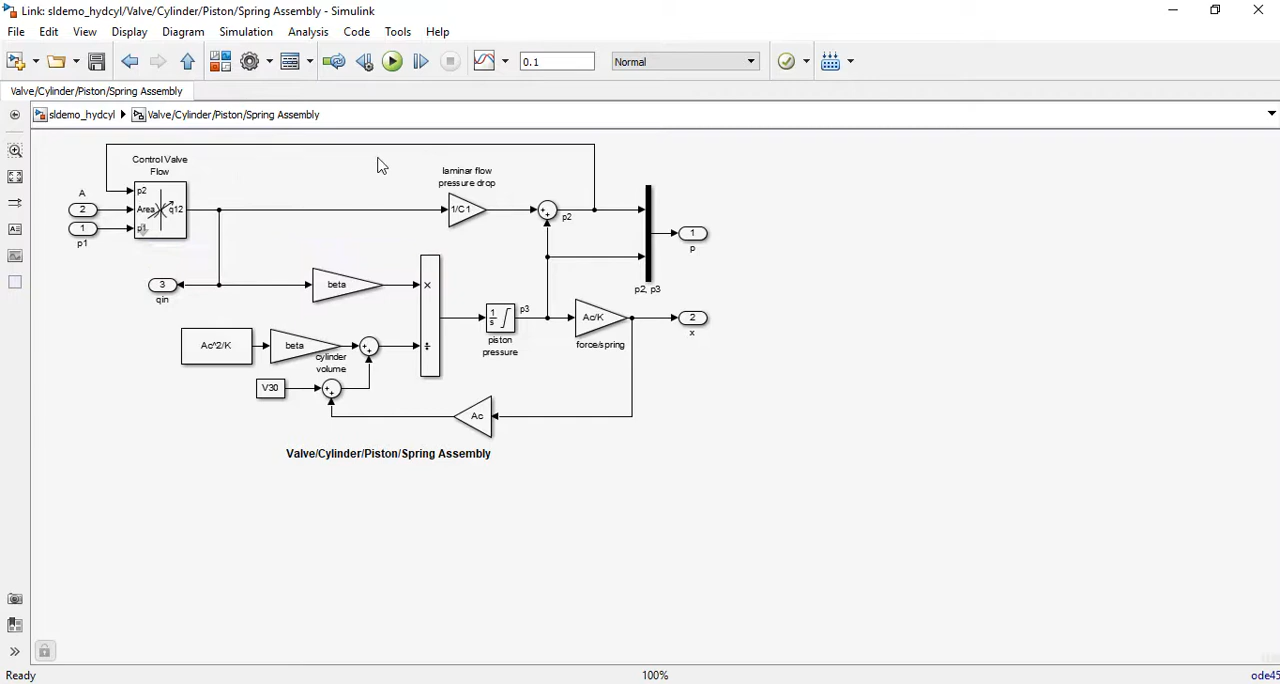 Link: sldemo_hydcyl/Valve/Cylinder/Piston/Spring Assembly - Simulink
File Edit View Display Diagram Simulation Analysis Code Tools Help
0.1 Normal
Valve/Cylinder/Piston/Spring Assembly
sldemo_hydcyl Valve/Cylinder/Piston/Spring Assembly
Control Valve
Flow
laminar flow
pressure drop
A
p2
2
Area
q12
1/C1
+
+
p2
1
p1
p1
1
p
3
qin
beta
×
p2, p3
1
s
p3
Ac/K
2
x
piston
pressure
force/spring
Ac^2/K
beta
+
+
÷
cylinder
volume
V30
+
+
Ac
Valve/Cylinder/Piston/Spring Assembly
Ready 100% ode45